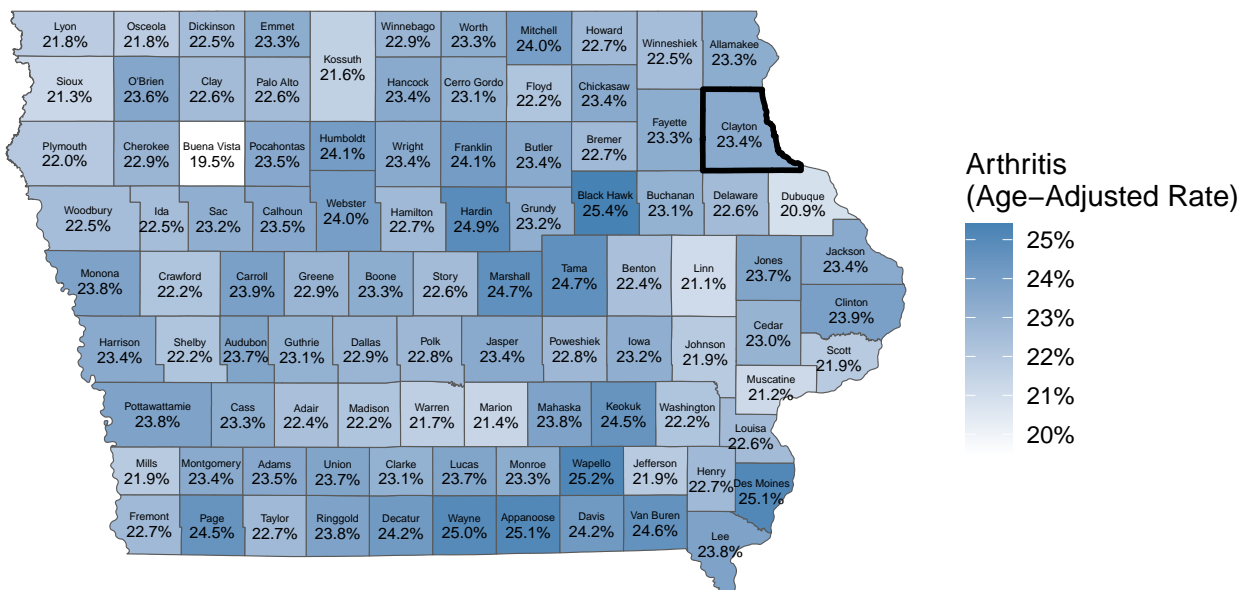 Lyon
21.8%
Osceola
21.8%
Dickinson
22.5%
Emmet
23.3%
Kossuth
21.6%
Winnebago
22.9%
Worth
23.3%
Mitchell
24.0%
Howard
22.7%
Winneshiek
22.5%
Allamakee
23.3%
Sioux
21.3%
O'Brien
23.6%
Clay
22.6%
Palo Alto
22.6%
Hancock
23.4%
Cerro Gordo
23.1%
Floyd
22.2%
Chickasaw
23.4%
Fayette
23.3%
Clayton
23.4%
Plymouth
22.0%
Cherokee
22.9%
Buena Vista
19.5%
Pocahontas
23.5%
Humboldt
24.1%
Wright
23.4%
Franklin
24.1%
Butler
23.4%
Bremer
22.7%
Woodbury
22.5%
Ida
22.5%
Sac
23.2%
Calhoun
23.5%
Webster
24.0%
Hamilton
22.7%
Hardin
24.9%
Grundy
23.2%
Black Hawk
25.4%
Buchanan
23.1%
Delaware
22.6%
Dubuque
20.9%
Monona
23.8%
Crawford
22.2%
Carroll
23.9%
Greene
22.9%
Boone
23.3%
Story
22.6%
Marshall
24.7%
Tama
24.7%
Benton
22.4%
Linn
21.1%
Jones
23.7%
Jackson
23.4%
Clinton
23.9%
Harrison
23.4%
Shelby
22.2%
Audubon
23.7%
Guthrie
23.1%
Dallas
22.9%
Polk
22.8%
Jasper
23.4%
Poweshiek
22.8%
Iowa
23.2%
Johnson
21.9%
Cedar
23.0%
Scott
21.9%
Muscatine
21.2%
Pottawattamie
23.8%
Cass
23.3%
Adair
22.4%
Madison
22.2%
Warren
21.7%
Marion
21.4%
Mahaska
23.8%
Keokuk
24.5%
Washington
22.2%
Louisa
22.6%
Mills
21.9%
Montgomery
23.4%
Adams
23.5%
Union
23.7%
Clarke
23.1%
Lucas
23.7%
Monroe
23.3%
Wapello
25.2%
Jefferson
21.9%
Henry
22.7%
Des Moines
25.1%
Fremont
22.7%
Page
24.5%
Taylor
22.7%
Ringgold
23.8%
Decatur
24.2%
Wayne
25.0%
Appanoose
25.1%
Davis
24.2%
Van Buren
24.6%
Lee
23.8%
Arthritis
(Age−Adjusted Rate)
25%
24%
23%
22%
21%
20%